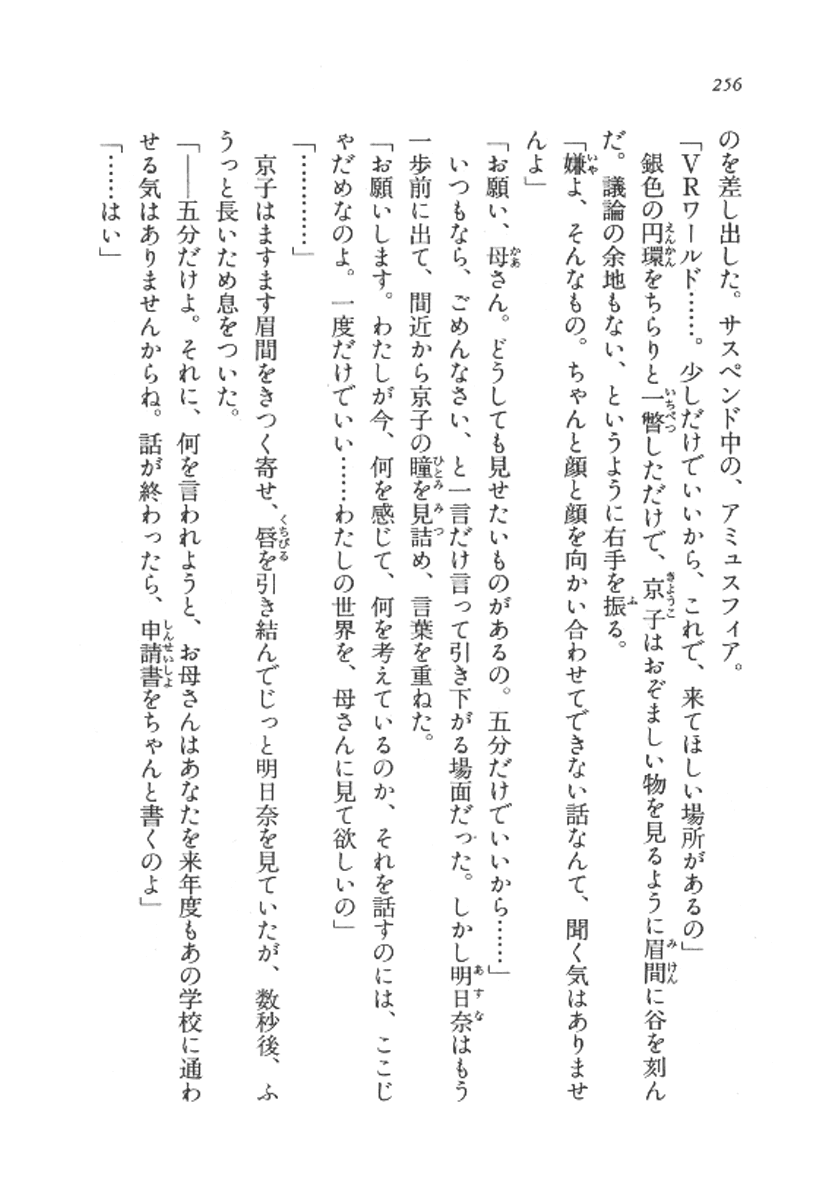 256
のを差し出した。サスペンド中の、アミュスフィア。
「VRワールド……。少しだけでいいから、これで、来てほしい場所があるの」
　銀色の円環をちらりと一瞥しただけで、京子はおぞましい物を見るように眉間に谷を刻ん
だ。議論の余地もない、というように右手を振る。
「嫌よ、そんなもの。ちゃんと顔と顔を向かい合わせてできない話なんて、聞く気はありませ
んよ」
「お願い、母さん。どうしても見せたいものがあるの。五分だけでいいから……」
　いつもなら、ごめんなさい、と一言だけ言って引き下がる場面だった。しかし明日奈はもう
一歩前に出て、間近から京子の瞳を見詰め、言葉を重ねた。
「お願いします。わたしが今、何を感じて、何を考えているのか、それを話すのには、ここじ
ゃだめなのよ。一度だけでいい……わたしの世界を、母さんに見て欲しいの」
「…………」
　京子はますます眉間をきつく寄せ、唇を引き結んでじっと明日奈を見ていたが、数秒後、ふ
うっと長いため息をついた。
「――五分だけよ。それに、何を言われようと、お母さんはあなたを来年度もあの学校に通わ
せる気はありませんからね。話が終わったら、申請書をちゃんと書くのよ」
「……はい」